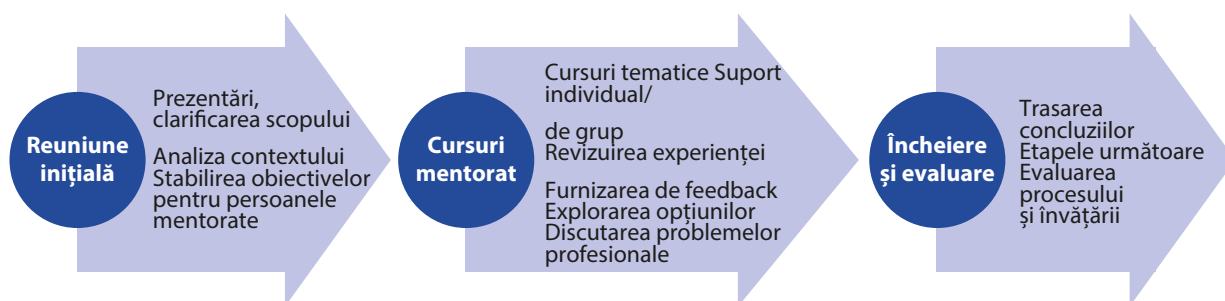 Reuniune
inițială
Prezentări,
clarificarea scopului
Analiza contextului
Stabilirea obiectivelor
pentru persoanele
mentorate
Cursuri
mentorat
Cursuri tematice Suport
individual/
de grup
Revizuirea experienței
Furnizarea de feedback
Explorarea opțiunilor
Discutarea problemelor
profesionale
Încheiere
și evaluare
Trasarea
concluziilor
Etapele următoare
Evaluarea
procesului
și învățării